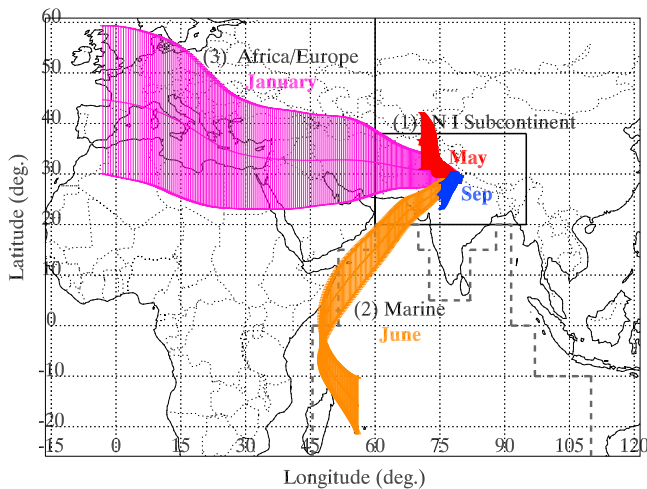 60
50
40
30
20
10
0
-10
-20
Latitude (deg.)
(3) Africa/Europe
January
(1) N I Subcontinent
May
Sep
(2) Marine
June
-15 0 15 30 45 60 75 90 105 120
Longitude (deg.)